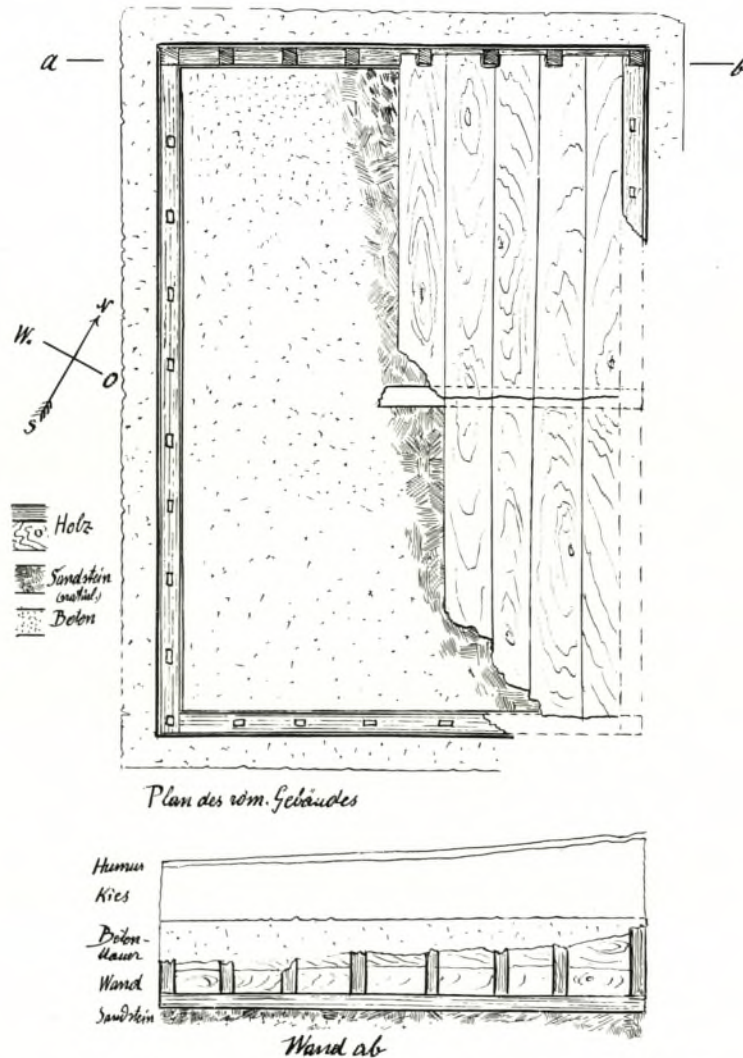 a
b
N
W.
O
S
Holz
Sandstein
Beton
Plan des röm. Gebäudes
Humus
Kies
Beton-
Mauer
Wand
Sandstein
Wand ab